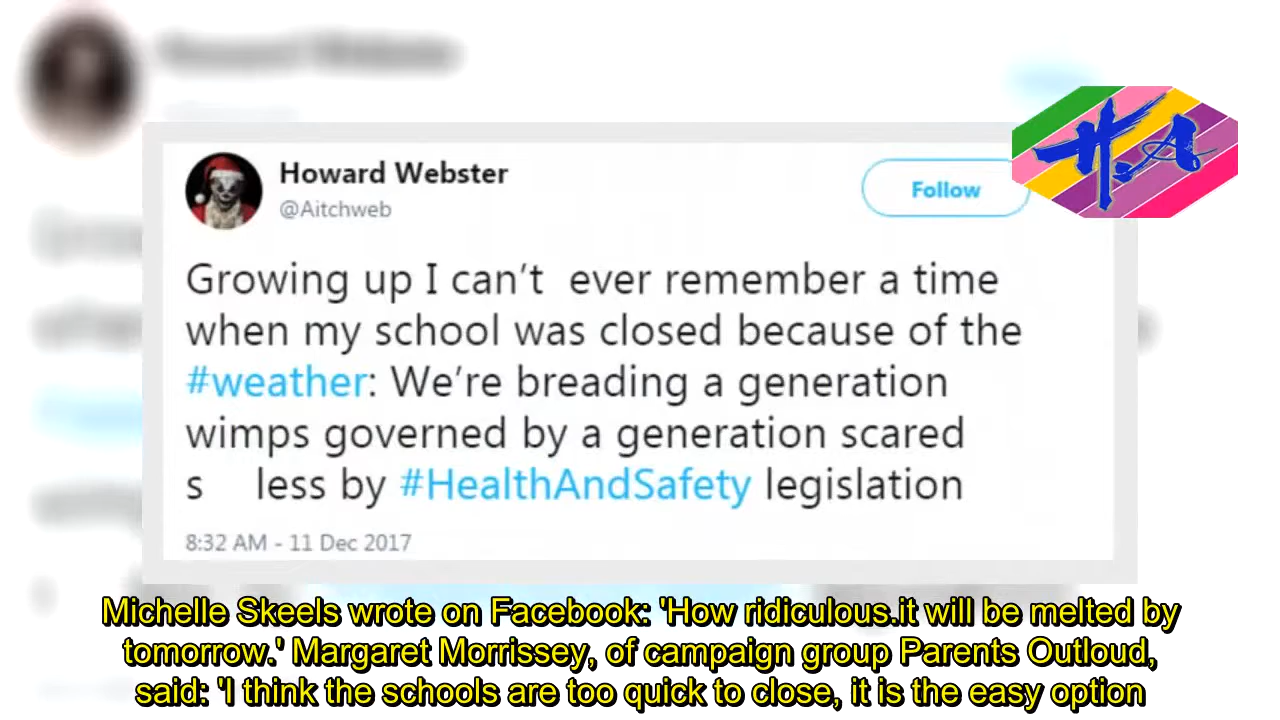 Howard Webster
@Aitchweb
Follow
H.A
Growing up I can't ever remember a time
when my school was closed because of the
#weather: We're breading a generation
wimps governed by a generation scared
s less by #HealthAndSafety legislation
8:32 AM - 11 Dec 2017
Michelle Skeels wrote on Facebook: 'How ridiculous.it will be melted by
tomorrow.' Margaret Morrissey, of campaign group Parents Outloud,
said: 'I think the schools are too quick to close, it is the easy option